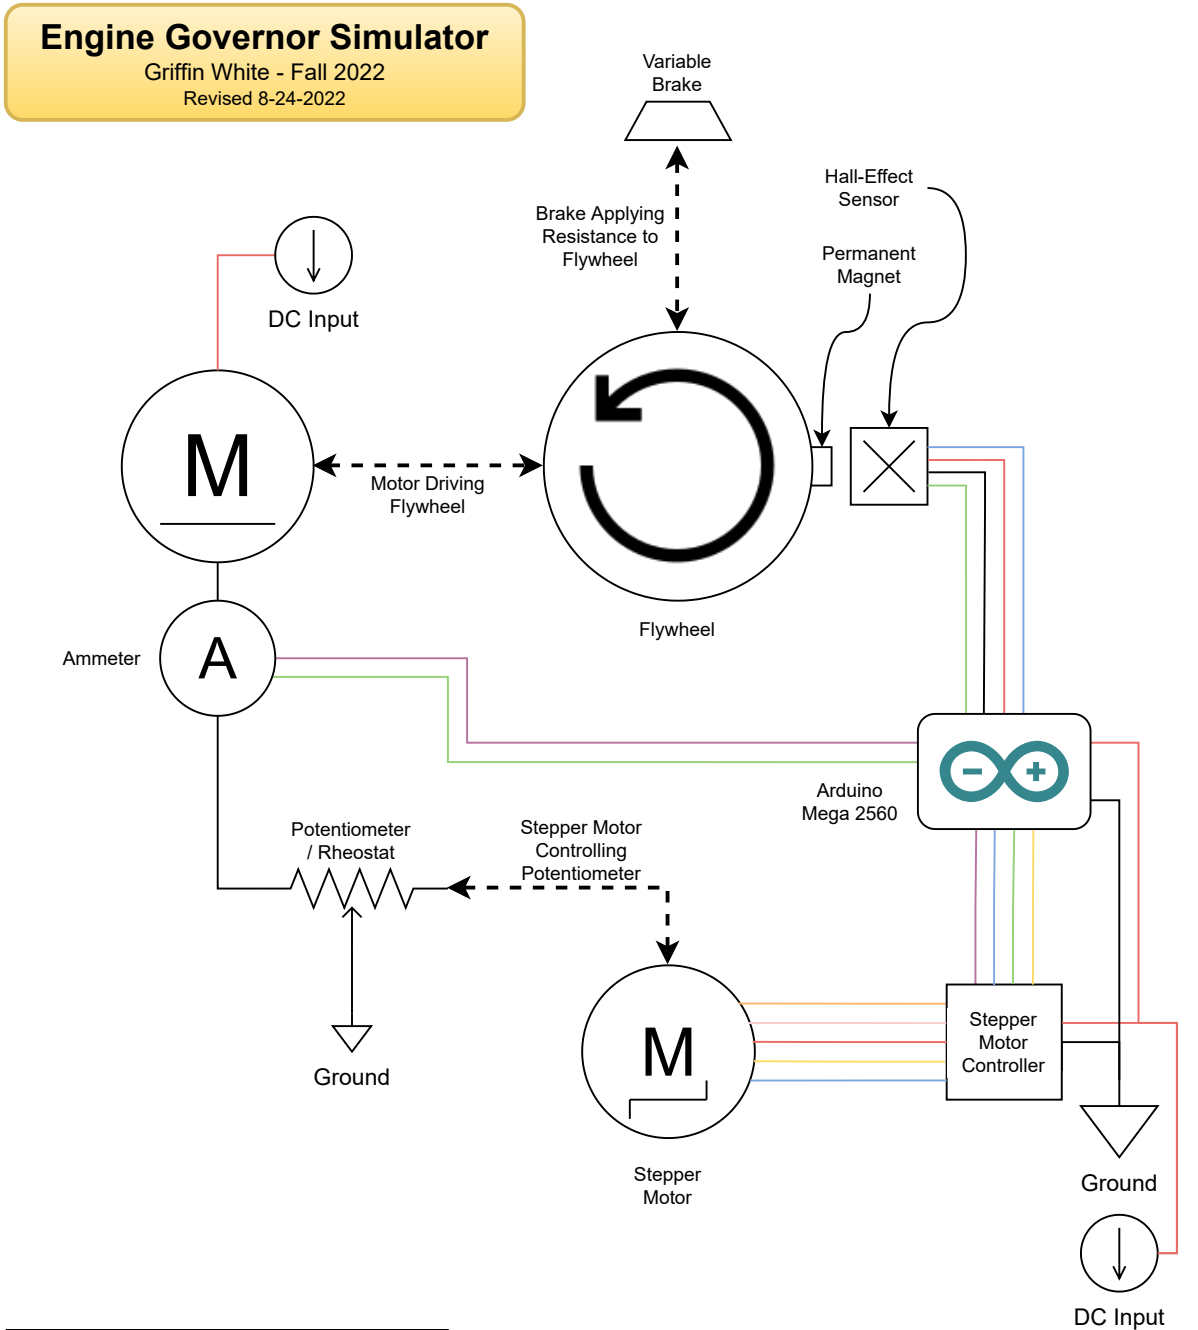 Engine Governor Simulator
Griffin White - Fall 2022
Revised 8-24-2022
Variable
Brake
Hall-Effect
Sensor
Brake Applying
Resistance to
Flywheel
Permanent
Magnet
DC Input
M
Motor Driving
Flywheel
Flywheel
Ammeter
A
Arduino
Mega 2560
Potentiometer
/ Rheostat
Stepper Motor
Controlling
Potentiometer
Ground
M
Stepper
Motor
Controller
Stepper
Motor
Ground
DC Input